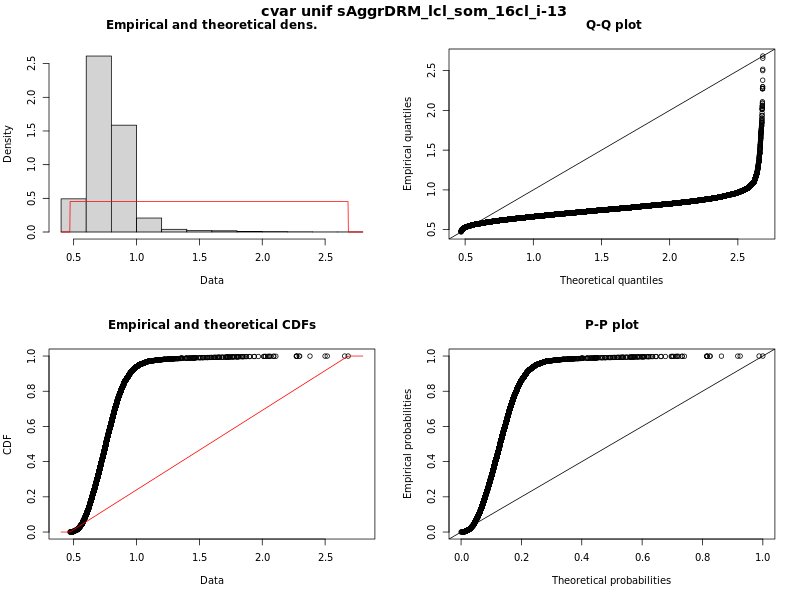 cvar unif sAggrDRM_lcl_som_16cl_i-13
Empirical and theoretical dens.
Density
0.0 0.5 1.0 1.5 2.0 2.5
0.5 1.0 1.5 2.0 2.5
Data
Q-Q plot
Empirical quantiles
0.5 1.0 1.5 2.0 2.5
0.5 1.0 1.5 2.0 2.5
Theoretical quantiles
Empirical and theoretical CDFs
CDF
0.0 0.2 0.4 0.6 0.8 1.0
0.5 1.0 1.5 2.0 2.5
Data
P-P plot
Empirical probabilities
0.0 0.2 0.4 0.6 0.8 1.0
0.0 0.2 0.4 0.6 0.8 1.0
Theoretical probabilities